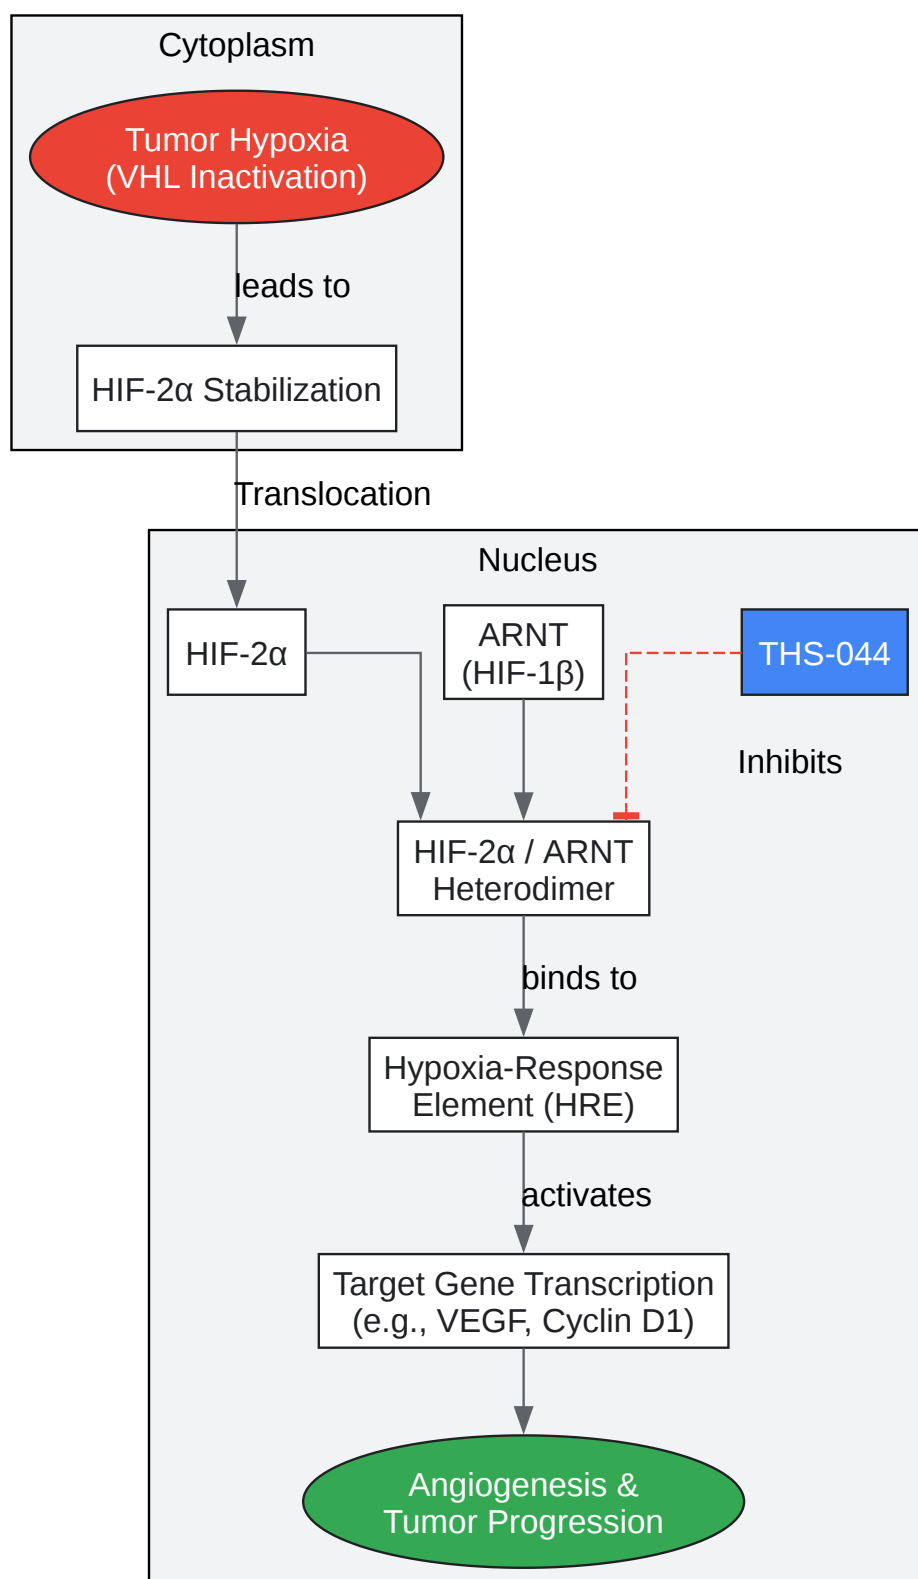 Cytoplasm
Tumor Hypoxia
(VHL Inactivation)
leads to
HIF-2α Stabilization
Translocation
Nucleus
HIF-2α
ARNT
(HIF-1β)
THS-044
Inhibits
HIF-2α / ARNT
Heterodimer
binds to
Hypoxia-Response
Element (HRE)
activates
Target Gene Transcription
(e.g., VEGF, Cyclin D1)
Angiogenesis &
Tumor Progression